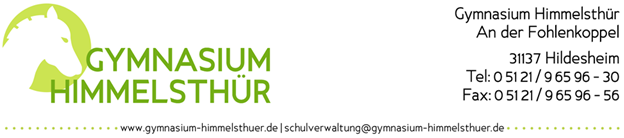 GYMNASIUM
HIMMELSTHÜR
Gymnasium Himmelsthür
An der Fohlenkoppel
31137 Hildesheim
Tel: 0 51 21 / 9 65 96 - 30
Fax: 0 51 21 / 9 65 96 - 56
www.gymnasium-himmelsthuer.de | schulverwaltung@gymnasium-himmelsthuer.de